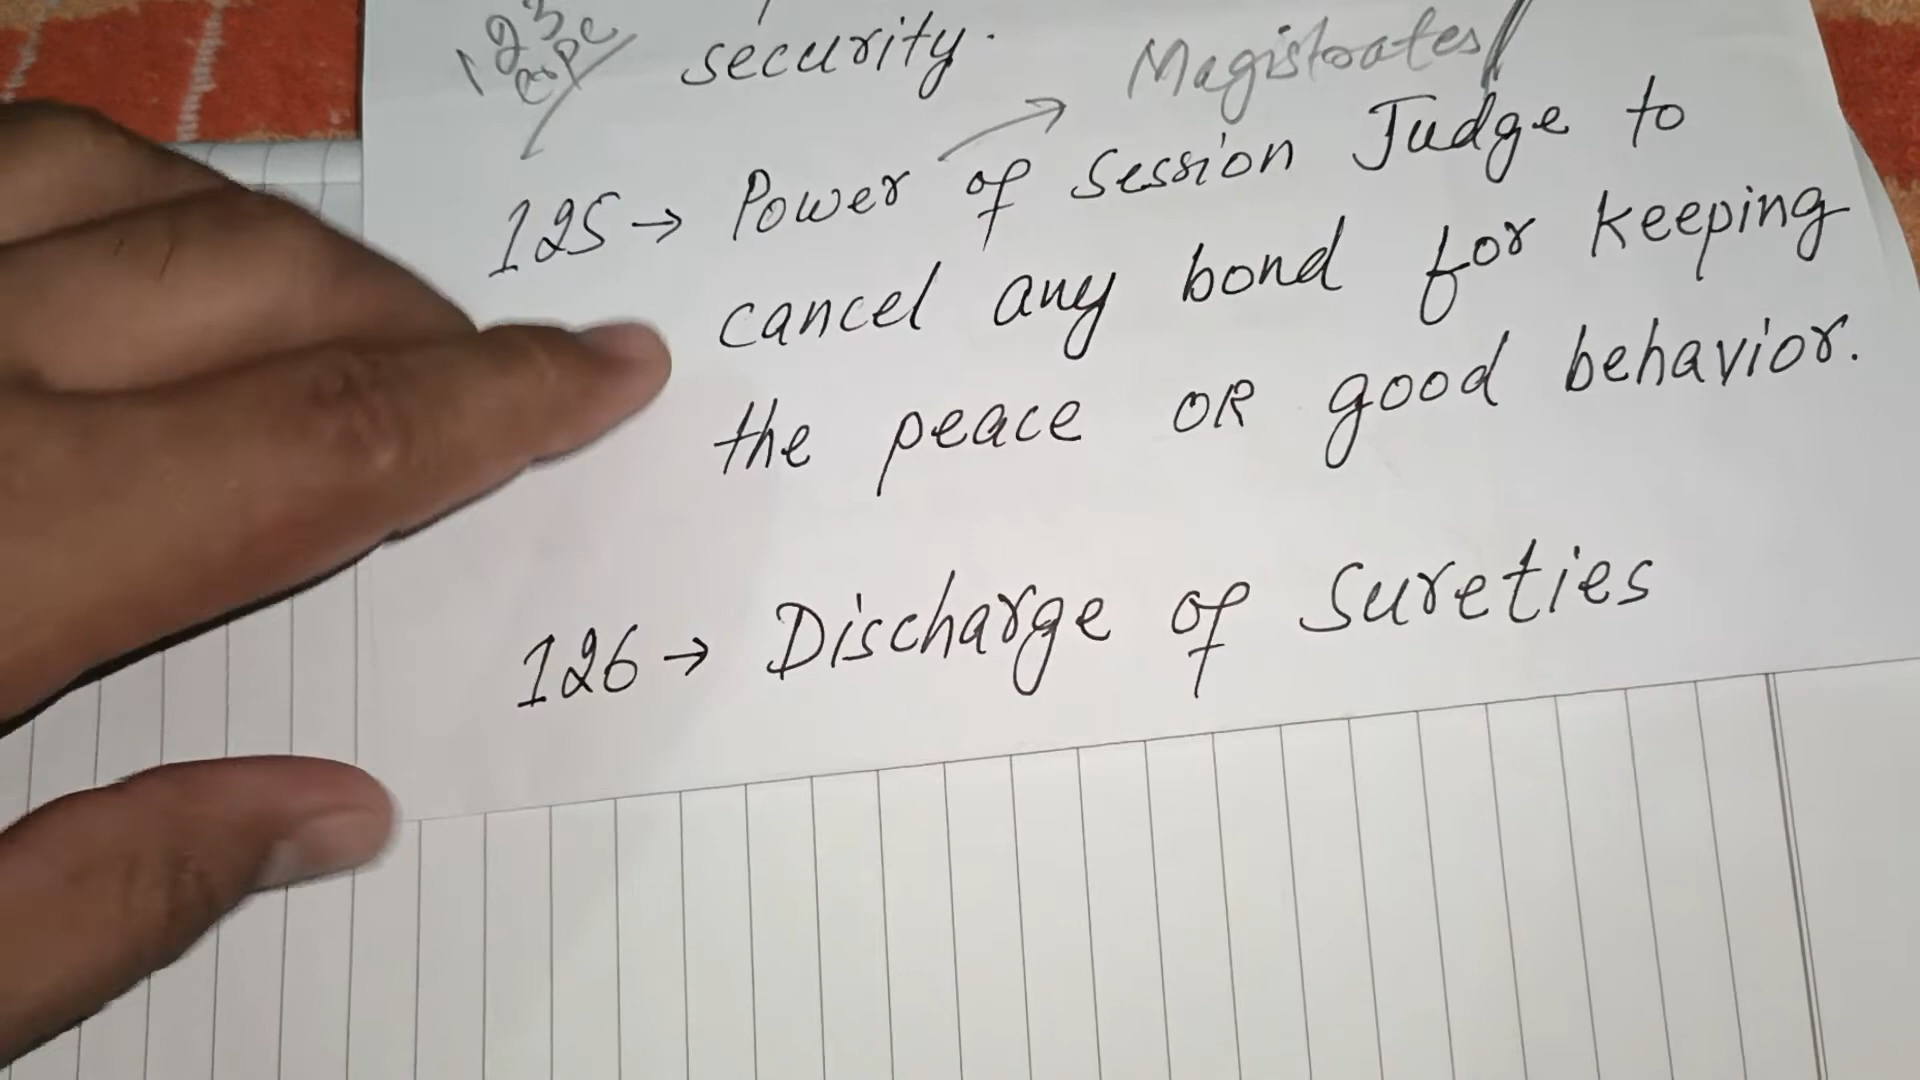 security.
Magistrates
125 → Power of Session Judge to
cancel any bond for keeping
the peace OR good behavior.
126 → Discharge of Sureties